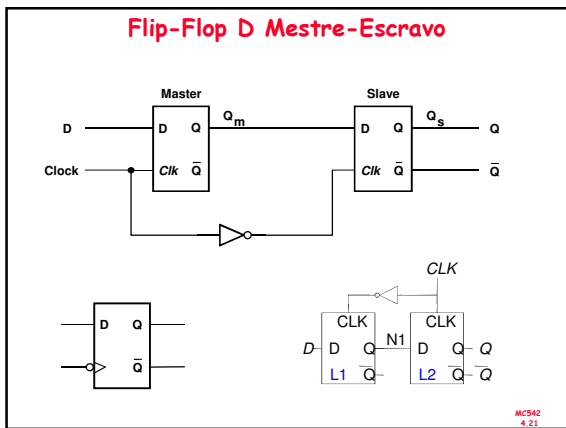 Flip-Flop D Mestre-Escravo
Master Slave
D D Q Qm D Q Qs Q
Clock Clk Q̅ Clk Q̅ Q̅
CLK
D Q
Q̅
CLK CLK
D D Q N1 D Q Q
L1 Q̅ L2 Q̅ Q̅
MC542
4.21